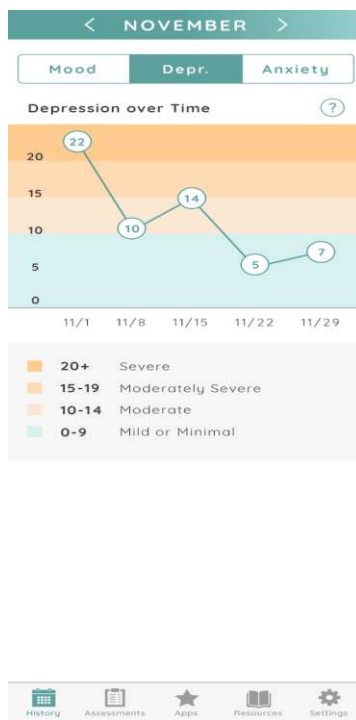 < NOVEMBER >
Mood Depr. Anxiety
Depression over Time ?
22
20
15
14
10
10
5
5
7
0
11/1 11/8 11/15 11/22 11/29
20+ Severe
15-19 Moderately Severe
10-14 Moderate
0-9 Mild or Minimal
History Assessments Apps Resources Settings